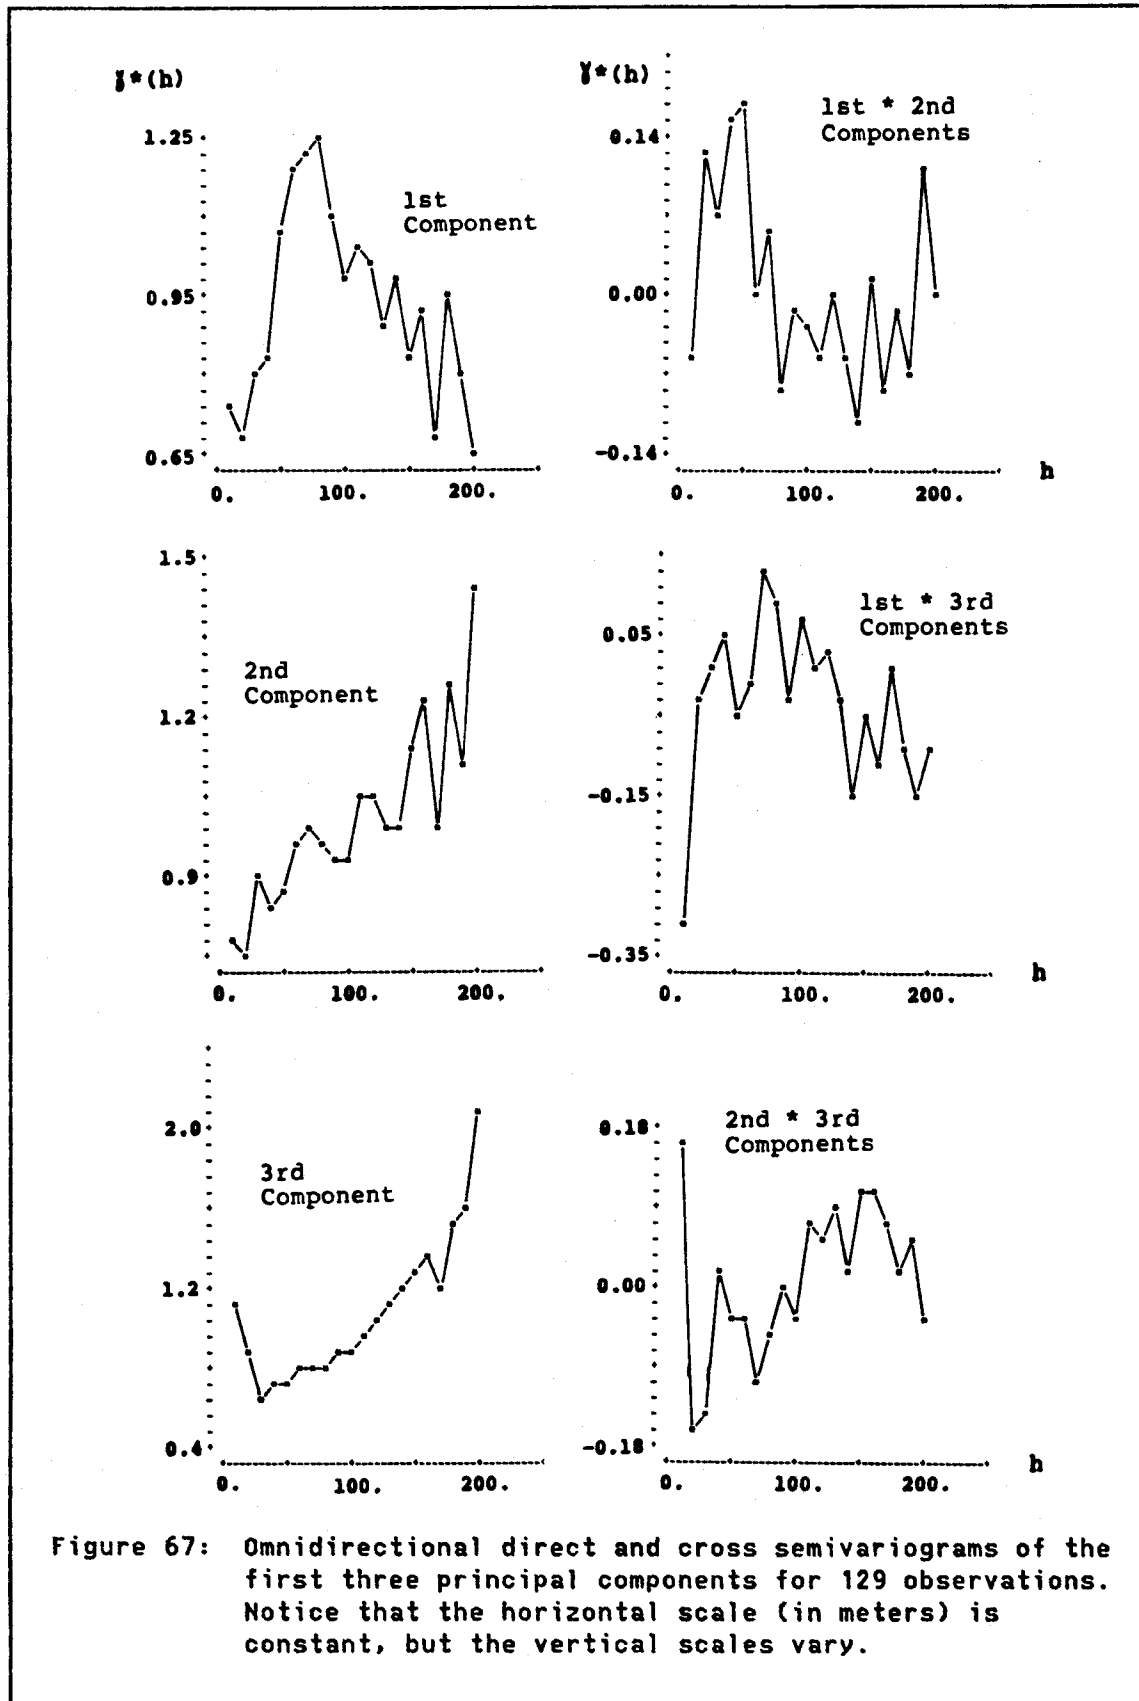 γ*(h)
1.25
0.95
0.65
0. 100. 200.
1st
Component
γ*(h)
0.14
0.00
-0.14
0. 100. 200.
h
1st * 2nd
Components
1.5
1.2
0.9
0. 100. 200.
2nd
Component
0.05
-0.15
-0.35
0. 100. 200.
h
1st * 3rd
Components
2.0
1.2
0.4
0. 100. 200.
3rd
Component
0.18
0.00
-0.18
0. 100. 200.
h
2nd * 3rd
Components
Figure 67: Omnidirectional direct and cross semivariograms of the
first three principal components for 129 observations.
Notice that the horizontal scale (in meters) is
constant, but the vertical scales vary.